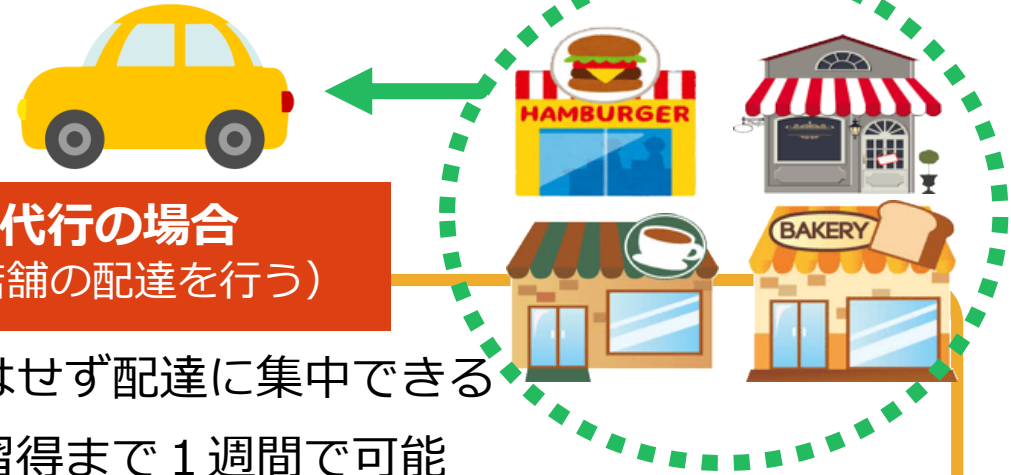 HAMBURGER
BAKERY
代行の場合
店舗の配達を行う）
はせず配達に集中できる
習得まで１週間で可能